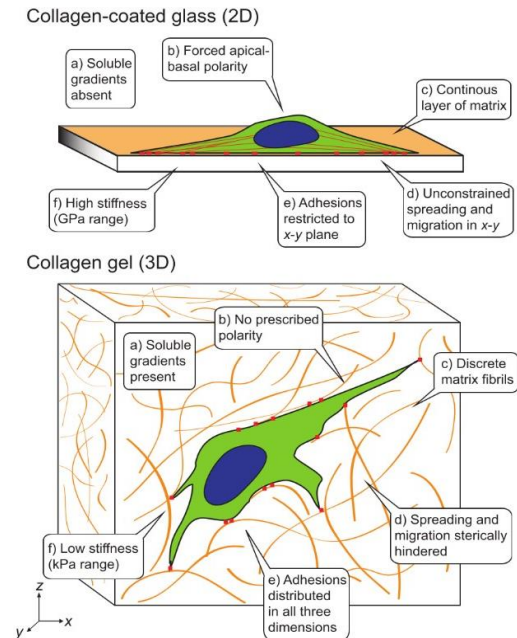 Collagen-coated glass (2D)
a) Soluble
gradients
absent
b) Forced apical-
basal polarity
c) Continous
layer of matrix
f) High stiffness
(GPa range)
e) Adhesions
restricted to
x-y plane
d) Unconstrained
spreading and
migration in x-y
Collagen gel (3D)
a) Soluble
gradients
present
b) No prescribed
polarity
c) Discrete
matrix fibrils
d) Spreading and
migration sterically
hindered
f) Low stiffness
(kPa range)
e) Adhesions
distributed
in all three
dimensions
z
x
y